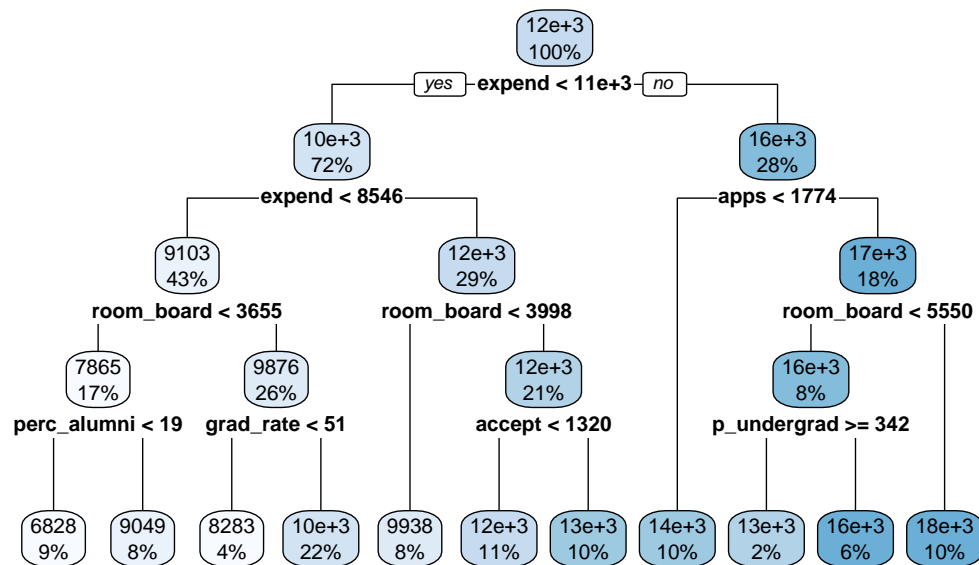 12e+3
100%
yes expend < 11e+3 no
10e+3
72%
16e+3
28%
expend < 8546
apps < 1774
9103
43%
12e+3
29%
17e+3
18%
room_board < 3655
room_board < 3998
room_board < 5550
7865
17%
9876
26%
12e+3
21%
16e+3
8%
perc_alumni < 19
grad_rate < 51
accept < 1320
p_undergrad >= 342
6828
9%
9049
8%
8283
4%
10e+3
22%
9938
8%
12e+3
11%
13e+3
10%
14e+3
10%
13e+3
2%
16e+3
6%
18e+3
10%